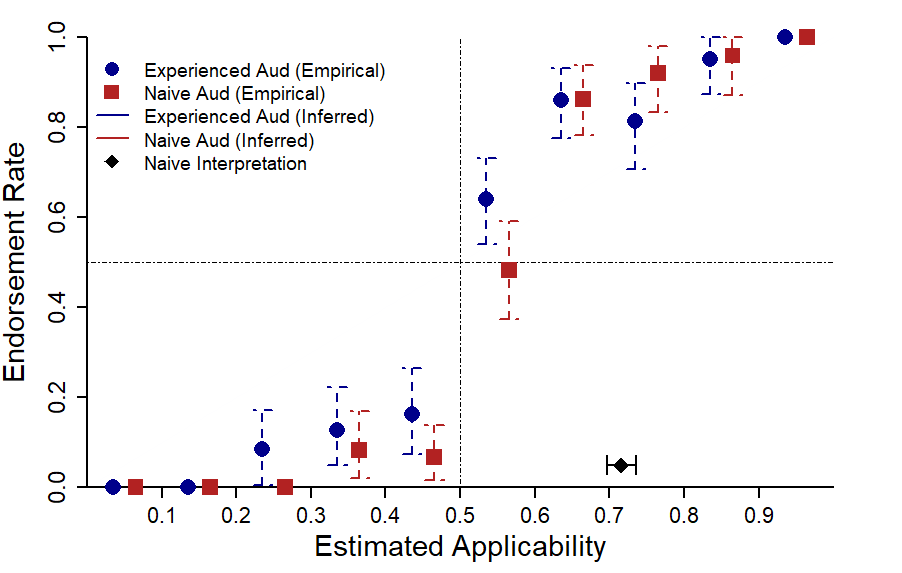 1.0
0.8
0.6
0.4
0.2
0.0
Endorsement Rate
Experienced Aud (Empirical)
Naive Aud (Empirical)
Experienced Aud (Inferred)
Naive Aud (Inferred)
Naive Interpretation
0.1 0.2 0.3 0.4 0.5 0.6 0.7 0.8 0.9
Estimated Applicability